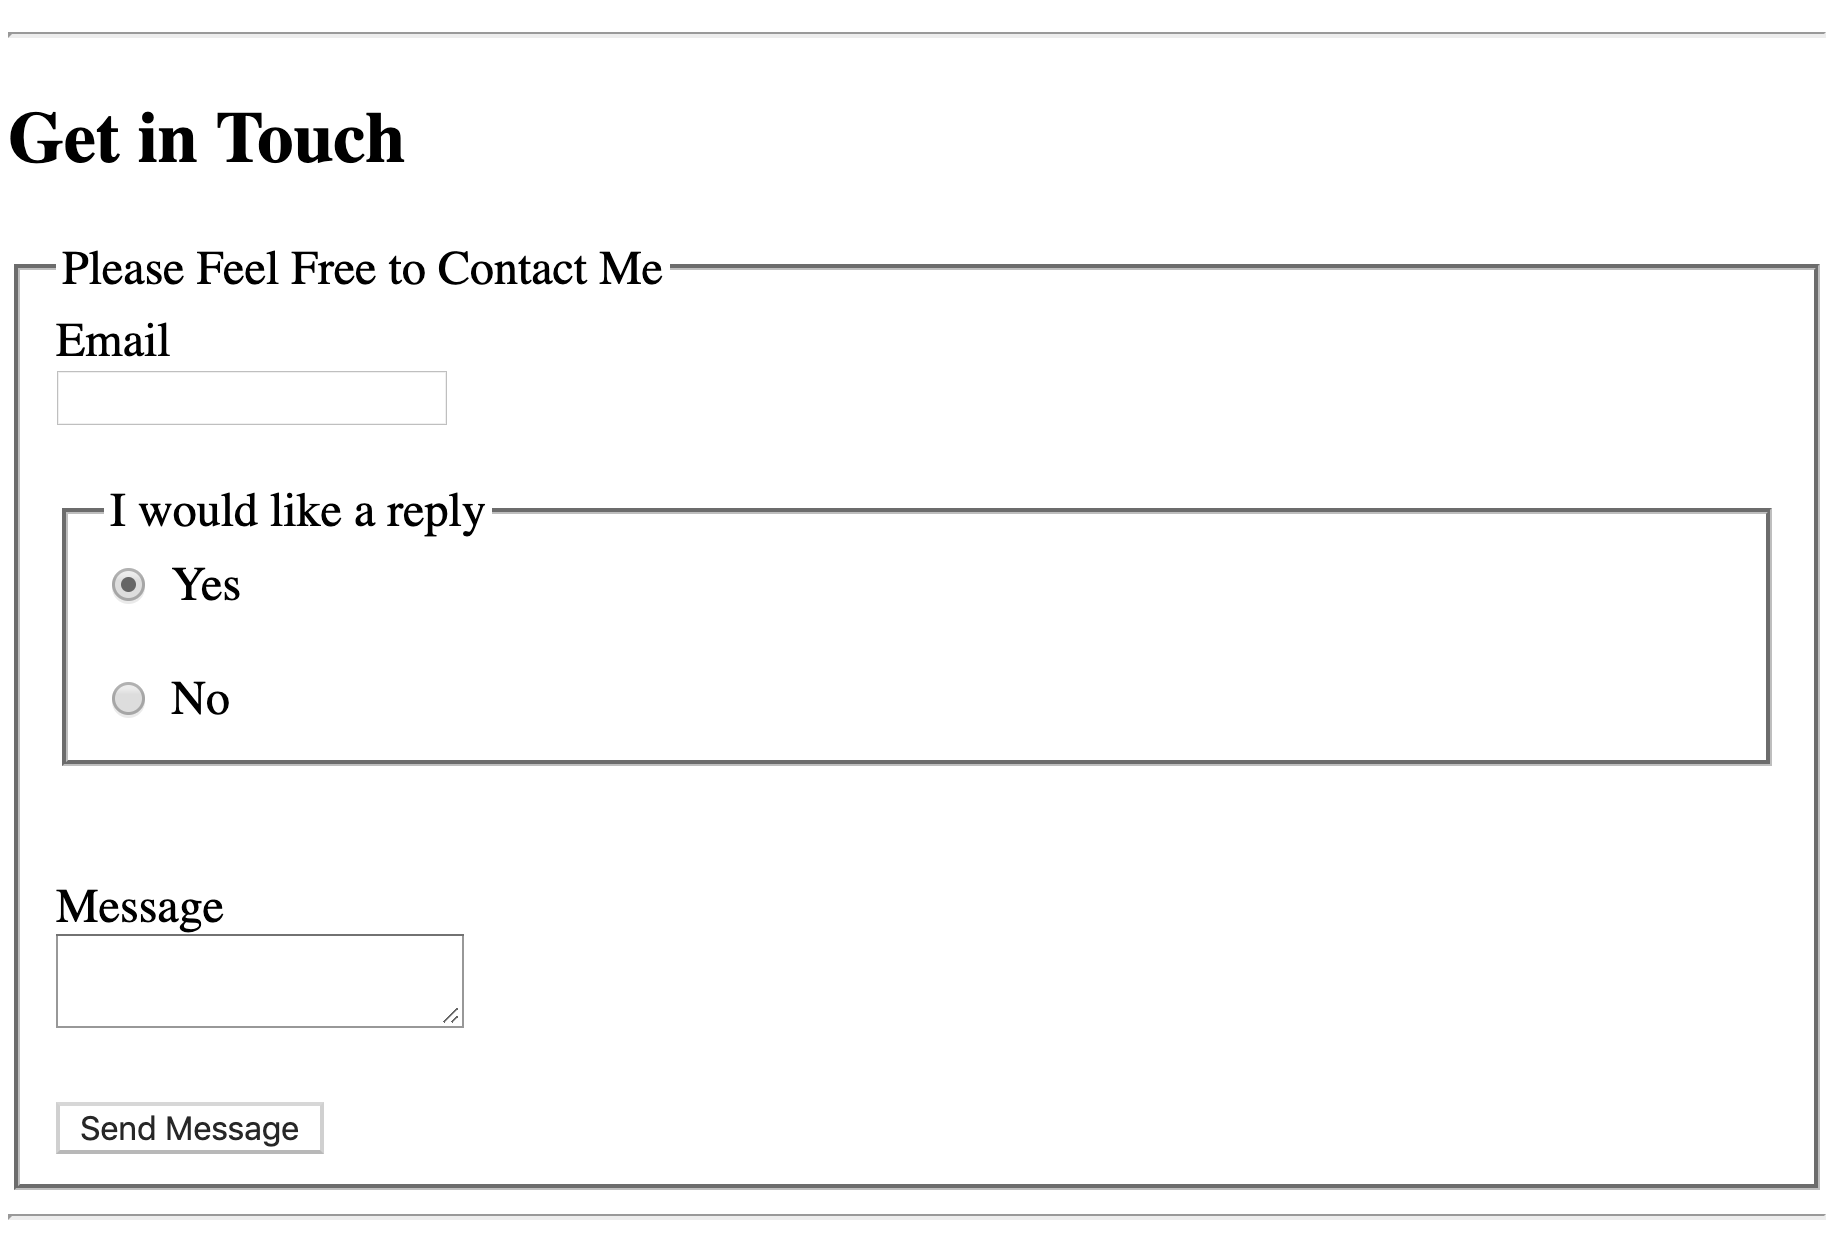 Get in Touch
Please Feel Free to Contact Me
Email
I would like a reply
Yes
No
Message
Send Message